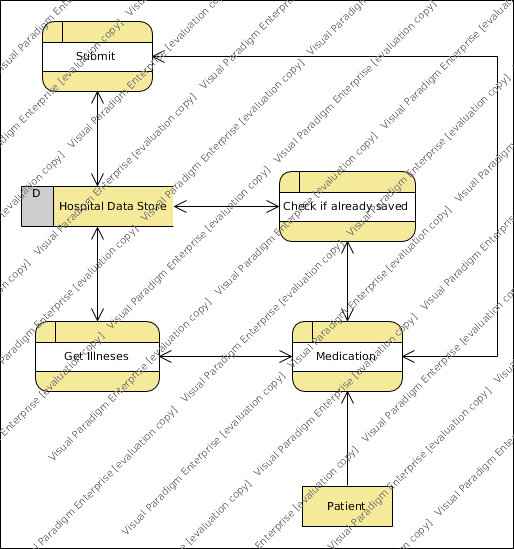 Submit
D
Hospital Data Store
Check if already saved
Get Illneses
Medication
Patient
Visual Paradigm Enterprise [evaluation copy]